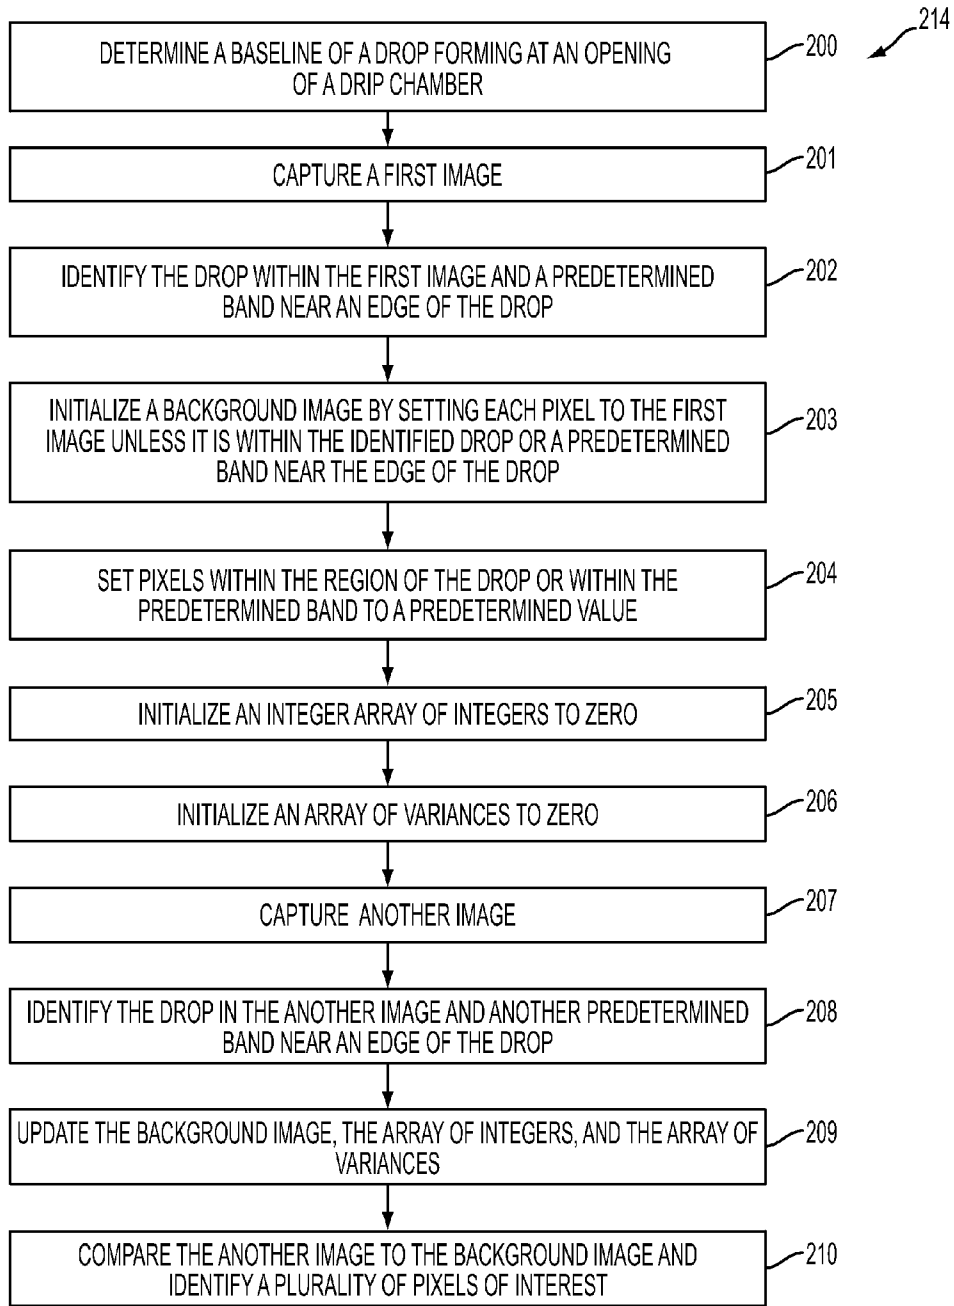 214
DETERMINE A BASELINE OF A DROP FORMING AT AN OPENING
OF A DRIP CHAMBER
200
CAPTURE A FIRST IMAGE
201
IDENTIFY THE DROP WITHIN THE FIRST IMAGE AND A PREDETERMINED
BAND NEAR AN EDGE OF THE DROP
202
INITIALIZE A BACKGROUND IMAGE BY SETTING EACH PIXEL TO THE FIRST
IMAGE UNLESS IT IS WITHIN THE IDENTIFIED DROP OR A PREDETERMINED
BAND NEAR THE EDGE OF THE DROP
203
SET PIXELS WITHIN THE REGION OF THE DROP OR WITHIN THE
PREDETERMINED BAND TO A PREDETERMINED VALUE
204
INITIALIZE AN INTEGER ARRAY OF INTEGERS TO ZERO
205
INITIALIZE AN ARRAY OF VARIANCES TO ZERO
206
CAPTURE ANOTHER IMAGE
207
IDENTIFY THE DROP IN THE ANOTHER IMAGE AND ANOTHER PREDETERMINED
BAND NEAR AN EDGE OF THE DROP
208
UPDATE THE BACKGROUND IMAGE, THE ARRAY OF INTEGERS, AND THE ARRAY OF
VARIANCES
209
COMPARE THE ANOTHER IMAGE TO THE BACKGROUND IMAGE AND
IDENTIFY A PLURALITY OF PIXELS OF INTEREST
210